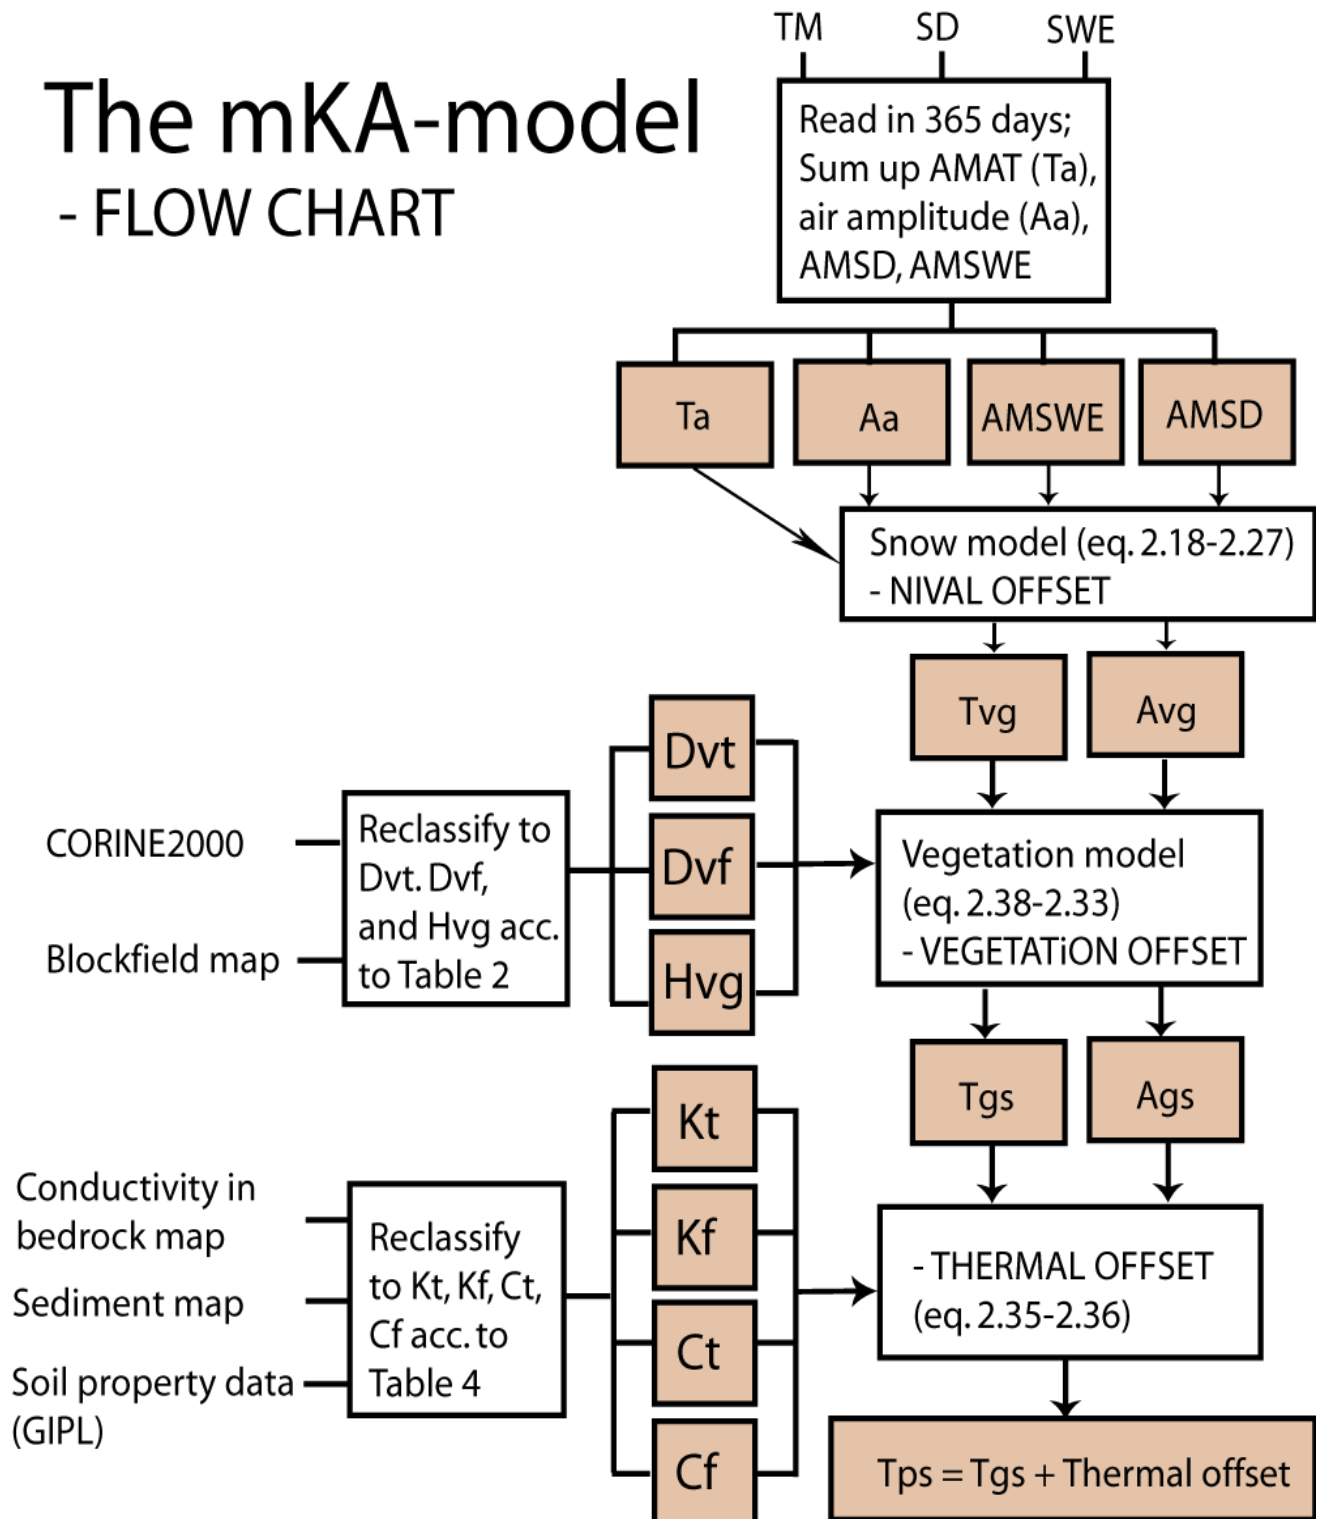 The mKA-model
- FLOW CHART
TM
SD
SWE
Read in 365 days;
Sum up AMAT (Ta),
air amplitude (Aa),
AMSD, AMSWE
Ta
Aa
AMSWE
AMSD
Snow model (eq. 2.18-2.27)
- NIVAL OFFSET
Tvg
Avg
CORINE2000
Blockfield map
Reclassify to
Dvt. Dvf,
and Hvg acc.
to Table 2
Dvt
Dvf
Hvg
Vegetation model
(eq. 2.38-2.33)
- VEGETATiON OFFSET
Tgs
Ags
Conductivity in
bedrock map
Sediment map
Soil property data
(GIPL)
Reclassify
to Kt, Kf, Ct,
Cf acc. to
Table 4
Kt
Kf
Ct
Cf
- THERMAL OFFSET
(eq. 2.35-2.36)
Tps = Tgs + Thermal offset